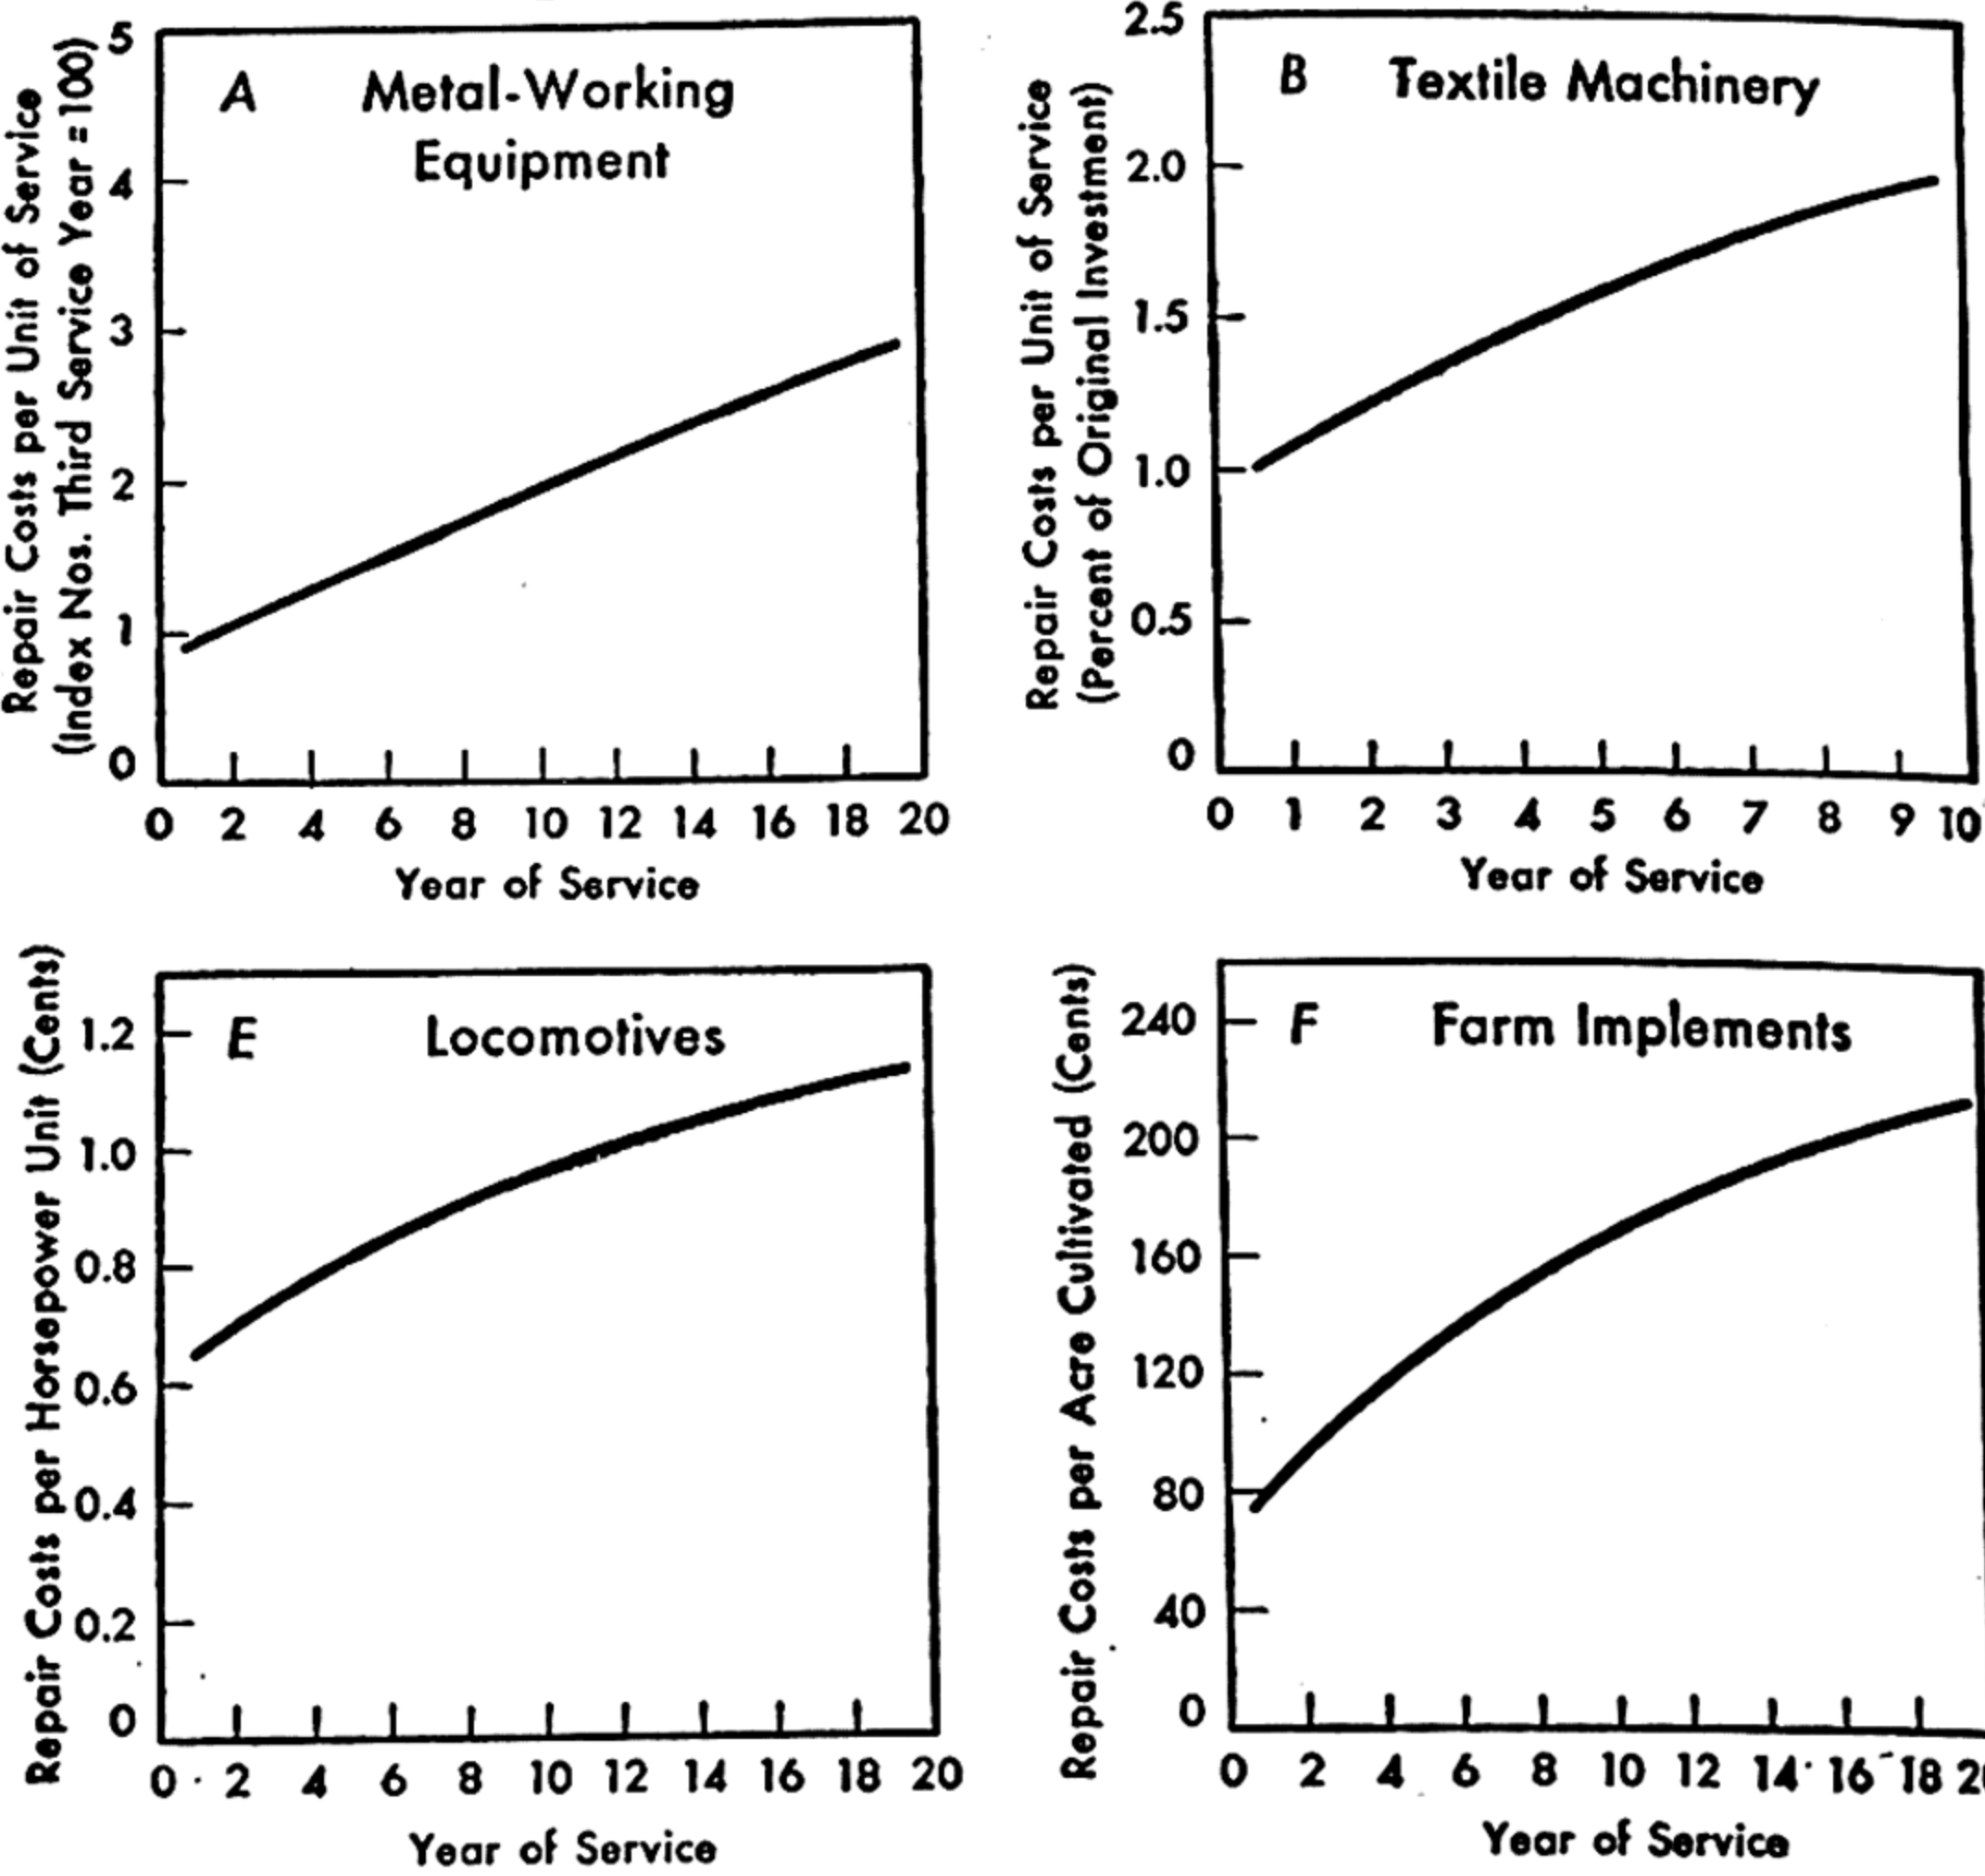 Repair Costs per Unit of Service
(Index Nos. Third Service Year = 100)
5
4
3
2
1
0
A Metal-Working
Equipment
0 2 4 6 8 10 12 14 16 18 20
Year of Service
Repair Costs per Unit of Service
(Percent of Original Investment)
2.5
2.0
1.5
1.0
0.5
0
B Textile Machinery
0 1 2 3 4 5 6 7 8 9 10
Year of Service
Repair Costs per Horsepower Unit (Cents)
1.2
1.0
0.8
0.6
0.4
0.2
0
E Locomotives
0 2 4 6 8 10 12 14 16 18 20
Year of Service
Repair Costs per Acre Cultivated (Cents)
240
200
160
120
80
40
0
F Farm Implements
0 2 4 6 8 10 12 14 16 18
Year of Service